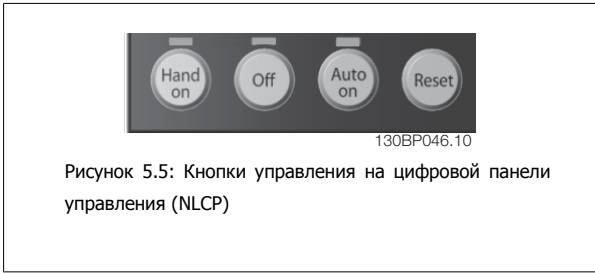 Hand on
Off
Auto on
Reset
130BP046.10
Рисунок 5.5: Кнопки управления на цифровой панели
управления (NLCP)